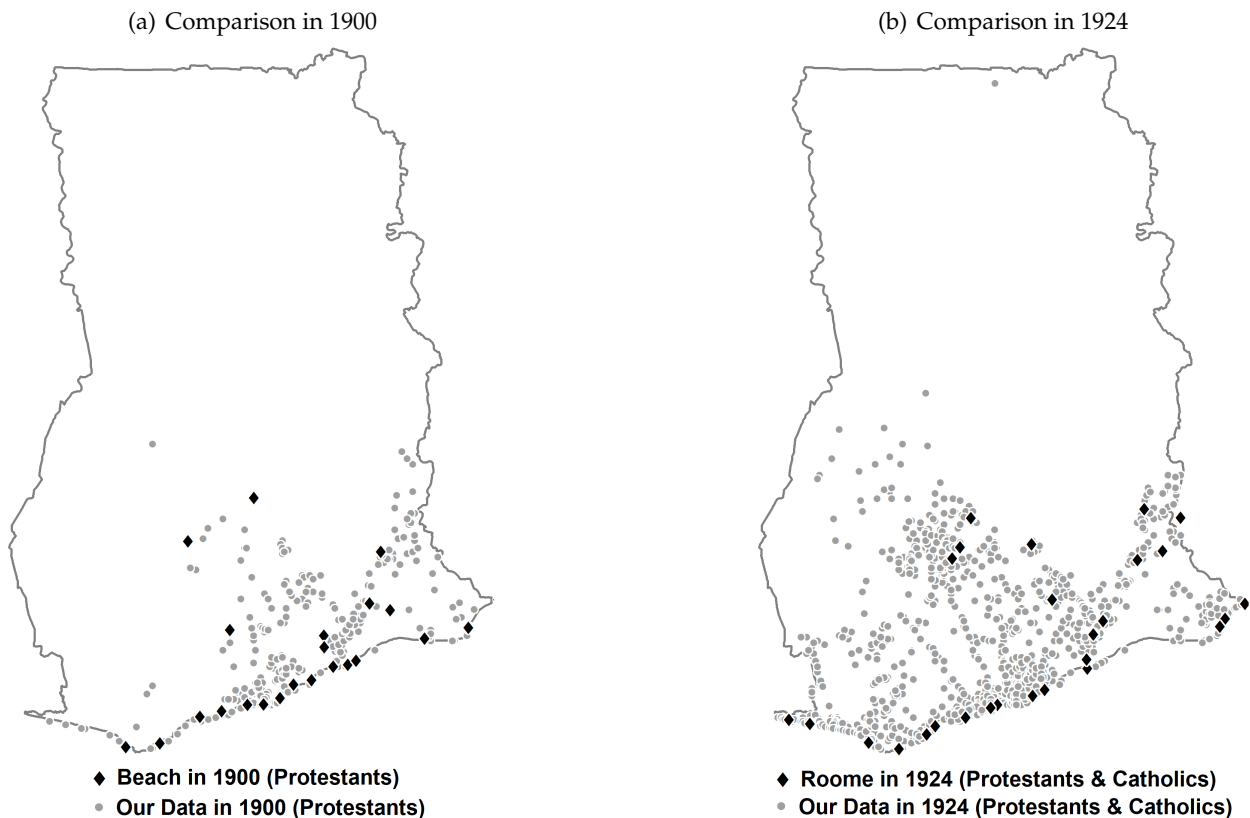 (a) Comparison in 1900
(b) Comparison in 1924
Beach in 1900 (Protestants)
Our Data in 1900 (Protestants)
Roome in 1924 (Protestants & Catholics)
Our Data in 1924 (Protestants & Catholics)